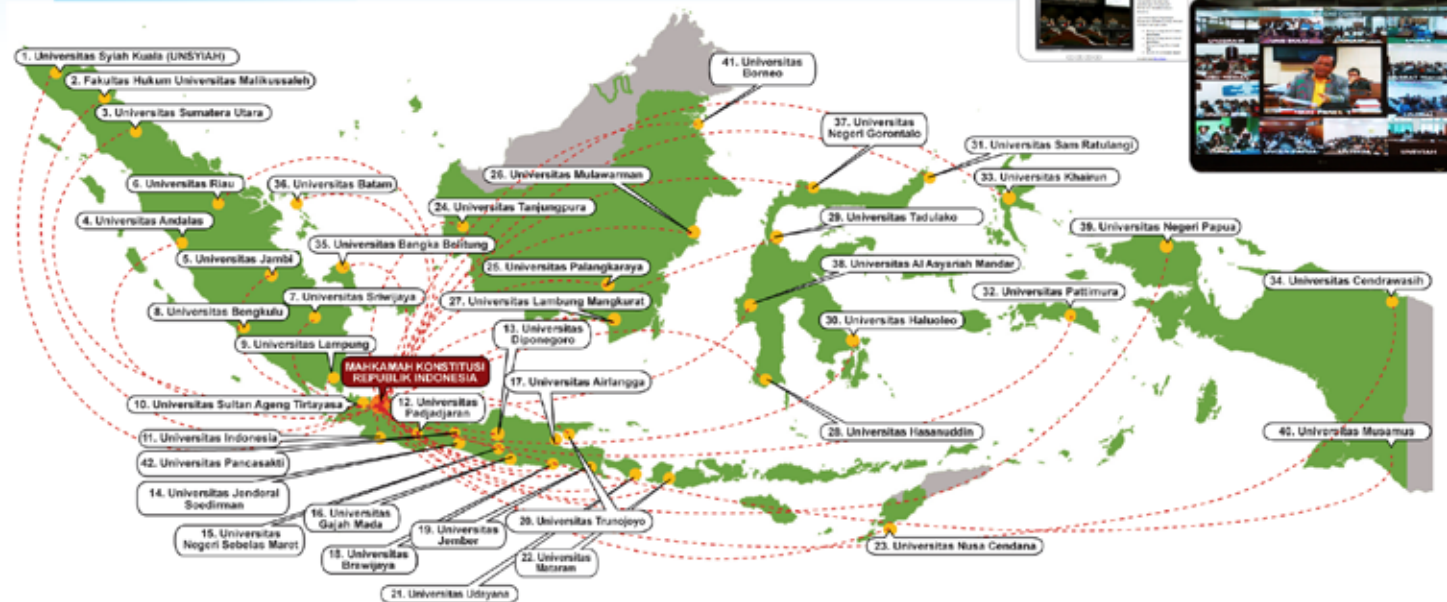 1. Universitas Syiah Kuala (UNSYIAH)
2. Fakultas Hukum Universitas Malikussaleh
3. Universitas Sumatera Utara
41. Universitas
Borneo
37. Universitas
Negeri Gorontalo
31. Universitas Sam Ratulangi
6. Universitas Riau
36. Universitas Batam
26. Universitas Mulawarman
33. Universitas Khairun
4. Universitas Andalas
24. Universitas Tanjungpura
29. Universitas Tadulako
39. Universitas Negeri Papua
35. Universitas Bangka Belitung
5. Universitas Jambi
25. Universitas Palangkaraya
38. Universitas Al Asyariah Mandar
34. Universitas Cendrawasih
7. Universitas Sriwijaya
27. Universitas Lambung Mangkurat
32. Universitas Pattimura
8. Universitas Bengkulu
13. Universitas
Diponegoro
30. Universitas Haluoleo
9. Universitas Lampung
MAHKAMAH KONSTITUSI
REPUBLIK INDONESIA
17. Universitas Airlangga
10. Universitas Sultan Ageng Tirtayasa
12. Universitas
Padjadjaran
11. Universitas Indonesia
28. Universitas Hasanuddin
40. Universitas Musamus
42. Universitas Pancasakti
14. Universitas Jenderal
Soedirman
16. Universitas
Gajah Mada
20. Universitas Trunojoyo
15. Universitas
Negeri Sebelas Maret
19. Universitas
Jember
23. Universitas Nusa Cendana
18. Universitas
Brawijaya
22. Universitas
Mataram
21. Universitas Udayana
UNSYIAH